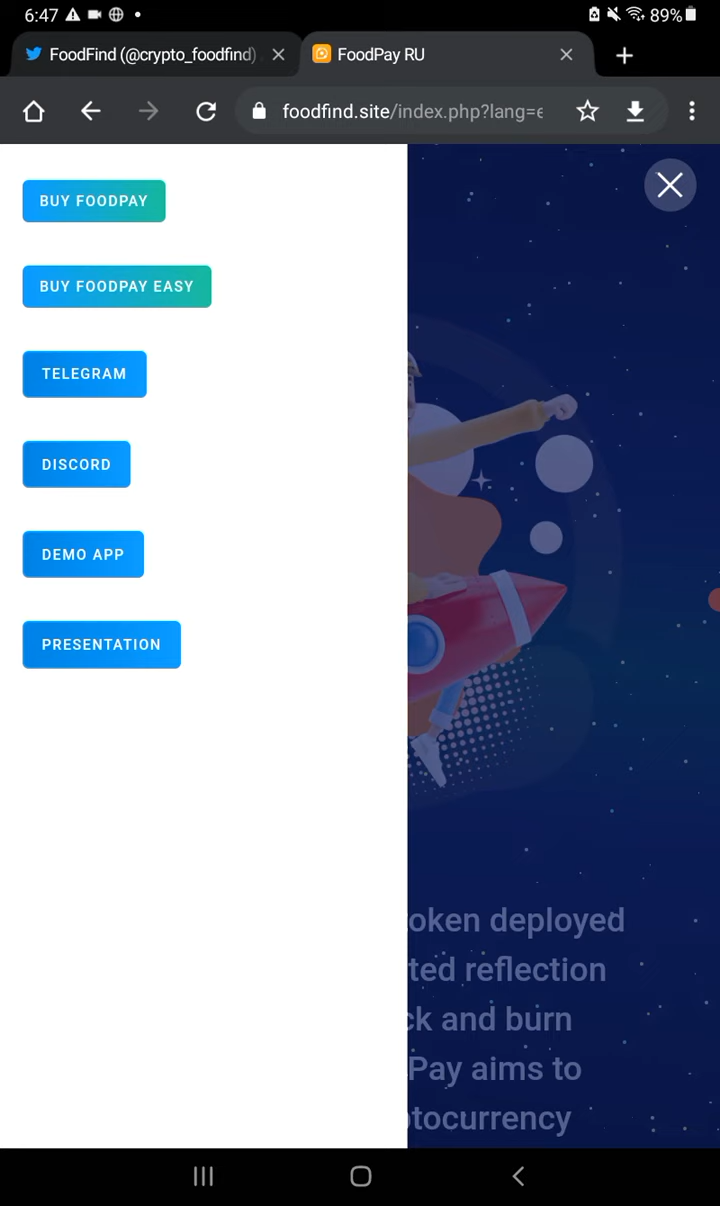 6:47
89%
FoodFind (@crypto_foodfind)
FoodPay RU
foodfind.site/index.php?lang=e
BUY FOODPAY
BUY FOODPAY EASY
TELEGRAM
DISCORD
DEMO APP
PRESENTATION
oken deployed
ted reflection
ck and burn
Pay aims to
tocurrency